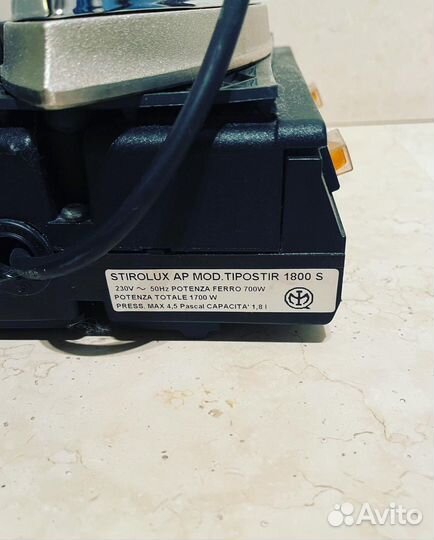 STIROLUX AP MOD.TIPOSTIR 1800 S
230V ~ 50Hz POTENZA FERRO 700W
POTENZA TOTALE 1700 W
PRESS. MAX 4,5 Pascal CAPACITA' 1,8 l
Avito